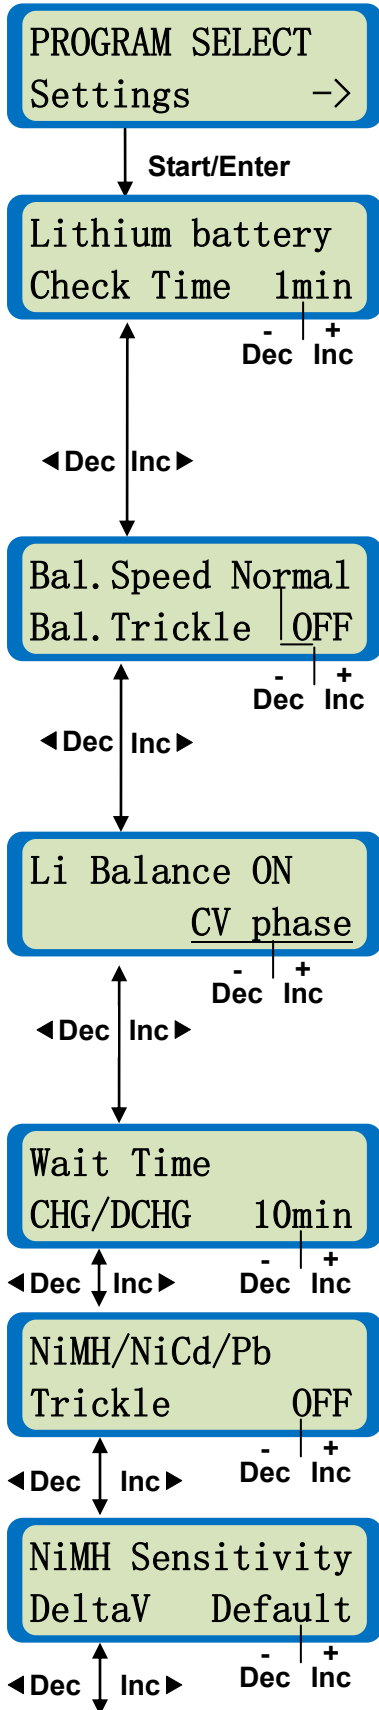 PROGRAM SELECT
Settings ->
Start/Enter
Lithium battery
Check Time 1min
- +
Dec Inc
◀Dec Inc▶
Bal.Speed Normal
Bal.Trickle OFF
- +
Dec Inc
◀Dec Inc▶
Li Balance ON
CV phase
- +
Dec Inc
◀Dec Inc▶
Wait Time
CHG/DCHG 10min
- +
Dec Inc
◀Dec Inc▶
NiMH/NiCd/Pb
Trickle OFF
- +
Dec Inc
◀Dec Inc▶
NiMH Sensitivity
DeltaV Default
- +
Dec Inc
◀Dec Inc▶